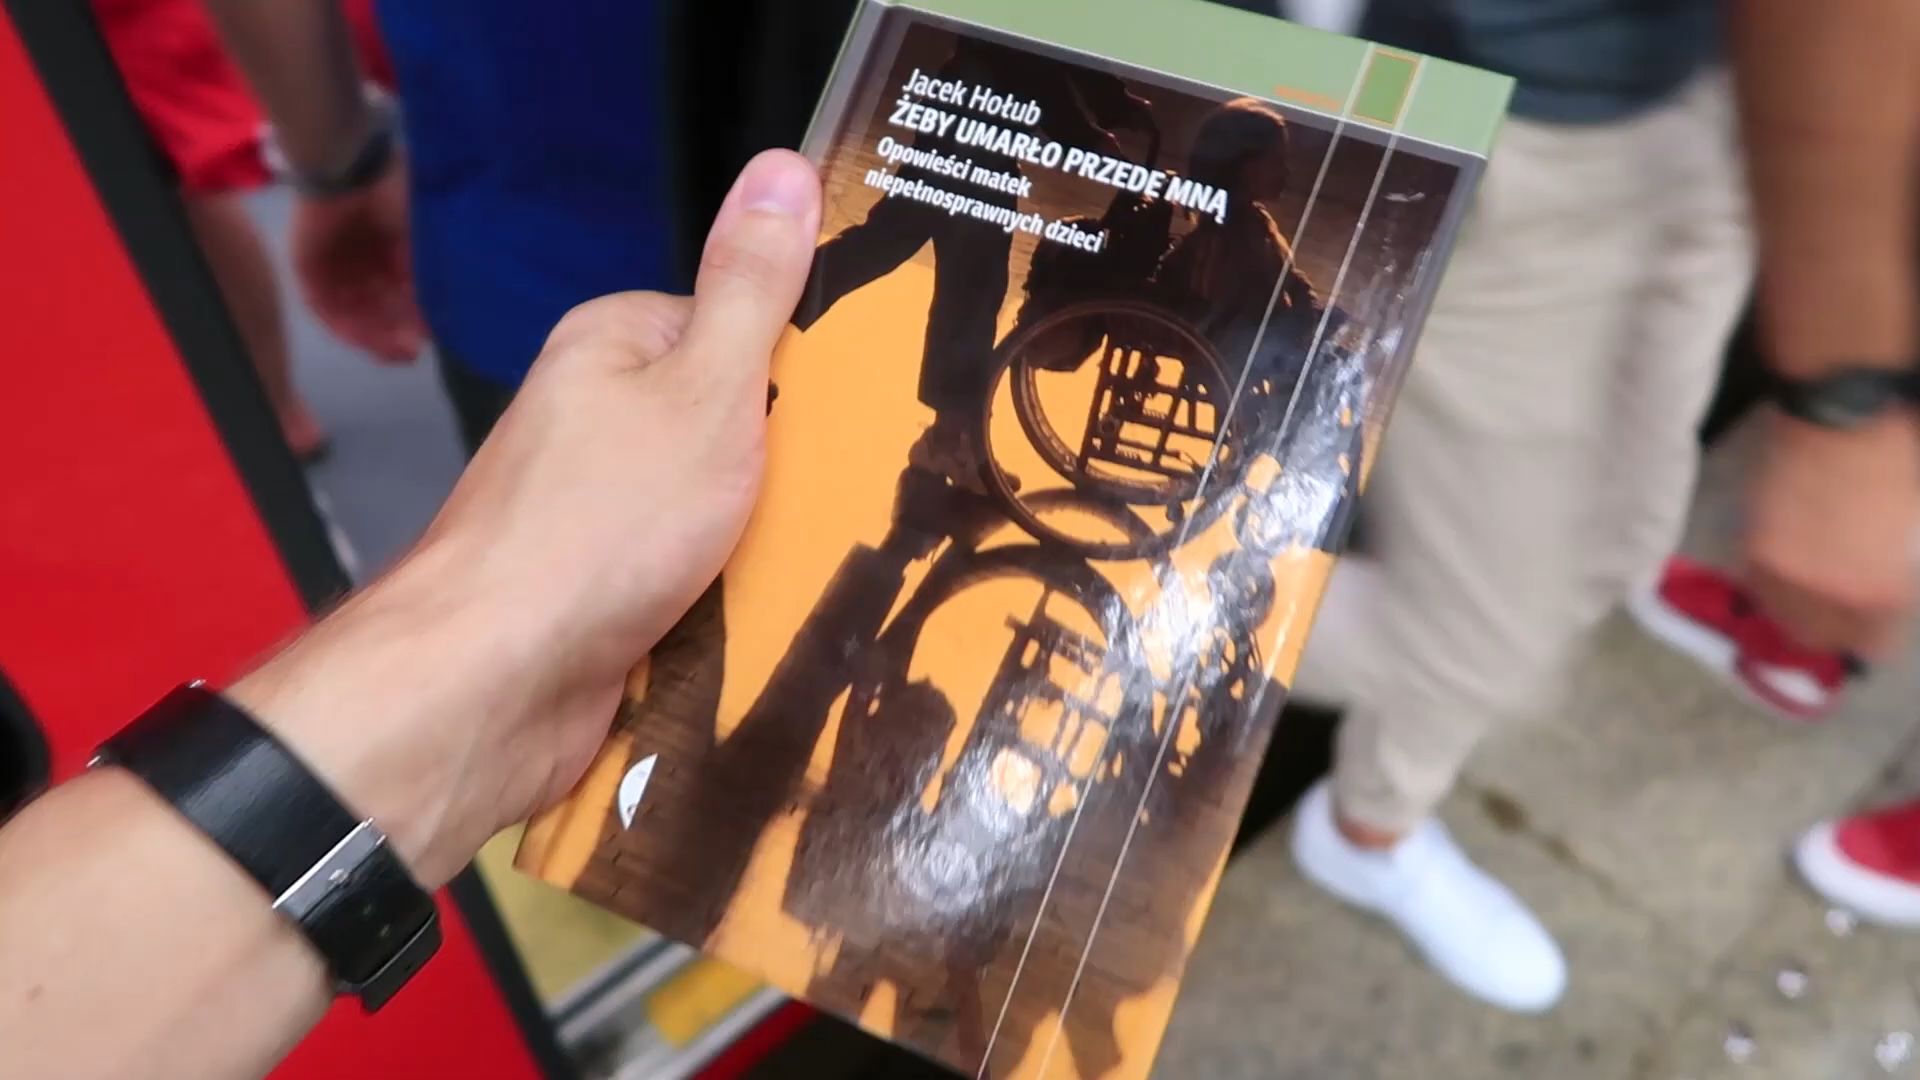 Jacek Hołub
ŻEBY UMARŁO PRZEDE MNĄ
Opowieści matek
niepełnosprawnych dzieci